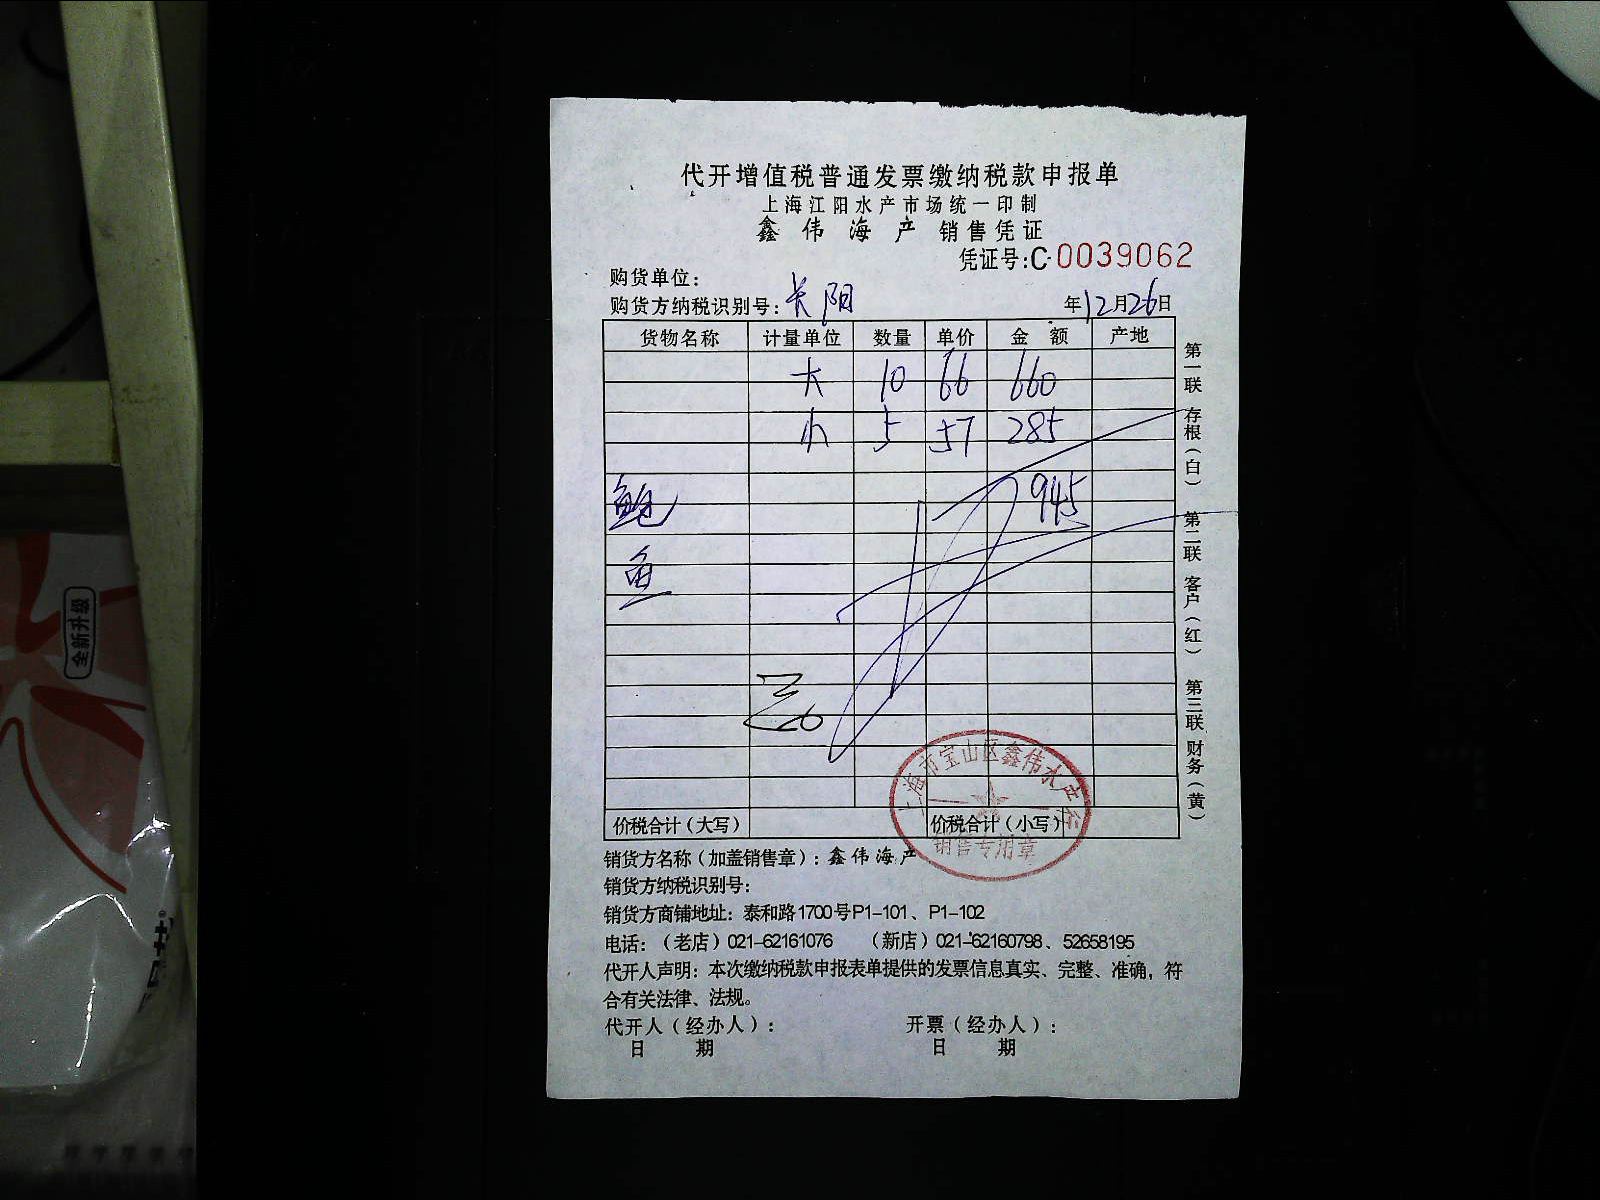 代开增值税普通发票缴纳税款申报单
上海江阳水产市场统一印制
鑫伟海产 销售凭证
凭证号:C·0039062
购货单位:
购货方纳税识别号: 长阳 年12月26日
货物名称 计量单位 数量 单价 金额 产地
大 10 66 660
小 5 57 285
945
鲍
鱼
价税合计(大写) 价税合计(小写)
上海市宝山区鑫伟水产行
销售专用章
销货方名称(加盖销售章):鑫伟海产
销货方纳税识别号:
销货方商铺地址:泰和路1700号P1-101、P1-102
电话:(老店)021-62161076 (新店)021-62160798、52658195
代开人声明:本次缴纳税款申报表单提供的发票信息真实、完整、准确,符
合有关法律、法规。
代开人(经办人): 开票(经办人):
日 期 日 期
第一联 存根(白) 第二联 客户(红) 第三联 财务(黄)
全新升级